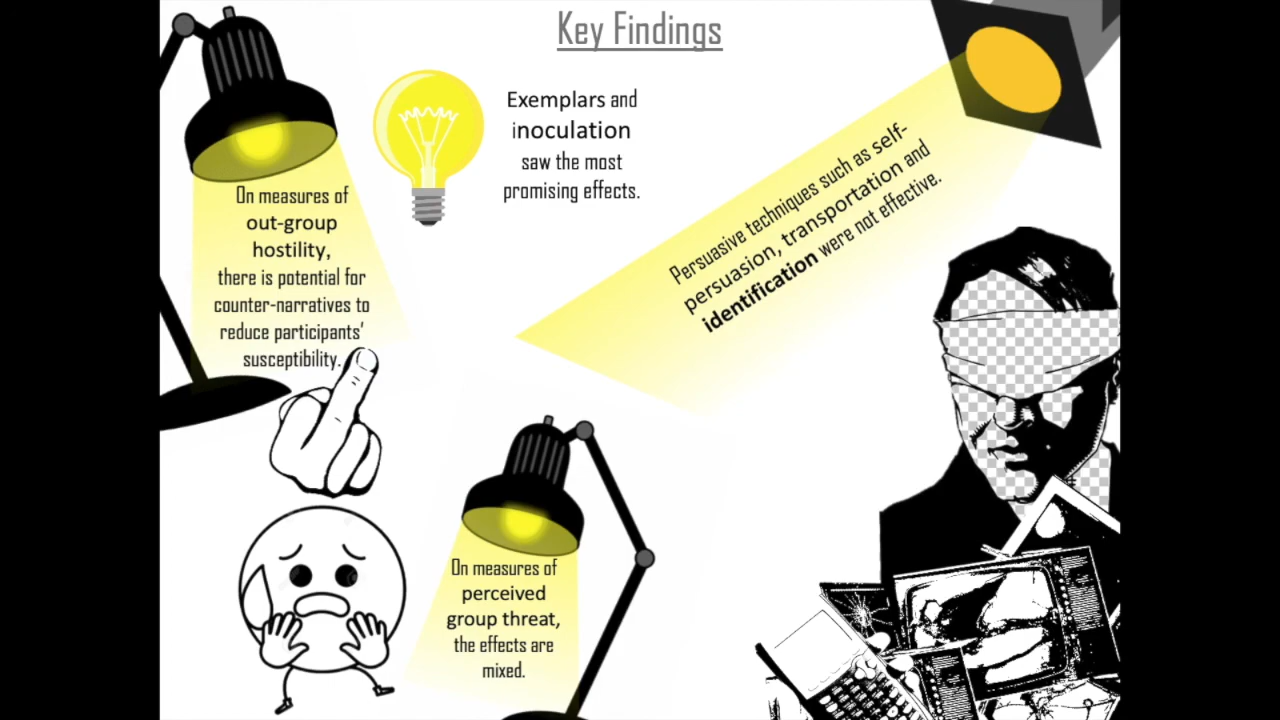 Key Findings
Exemplars and
inoculation
saw the most
promising effects.
On measures of
out-group
hostility,
there is potential for
counter-narratives to
reduce participants'
susceptibility.
Persuasive techniques such as self-
persuasion, transportation and
identification were not effective.
On measures of
perceived
group threat,
the effects are
mixed.